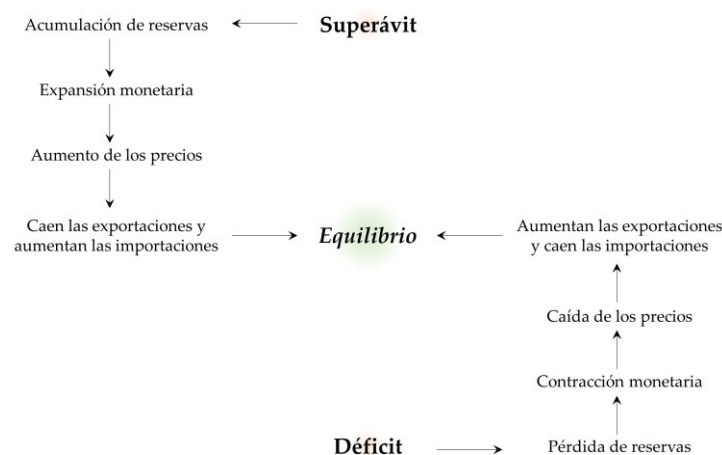 Acumulación de reservas
Superávit
Expansión monetaria
Aumento de los precios
Caen las exportaciones y
aumentan las importaciones
Equilibrio
Aumentan las exportaciones
y caen las importaciones
Caída de los precios
Contracción monetaria
Déficit
Pérdida de reservas